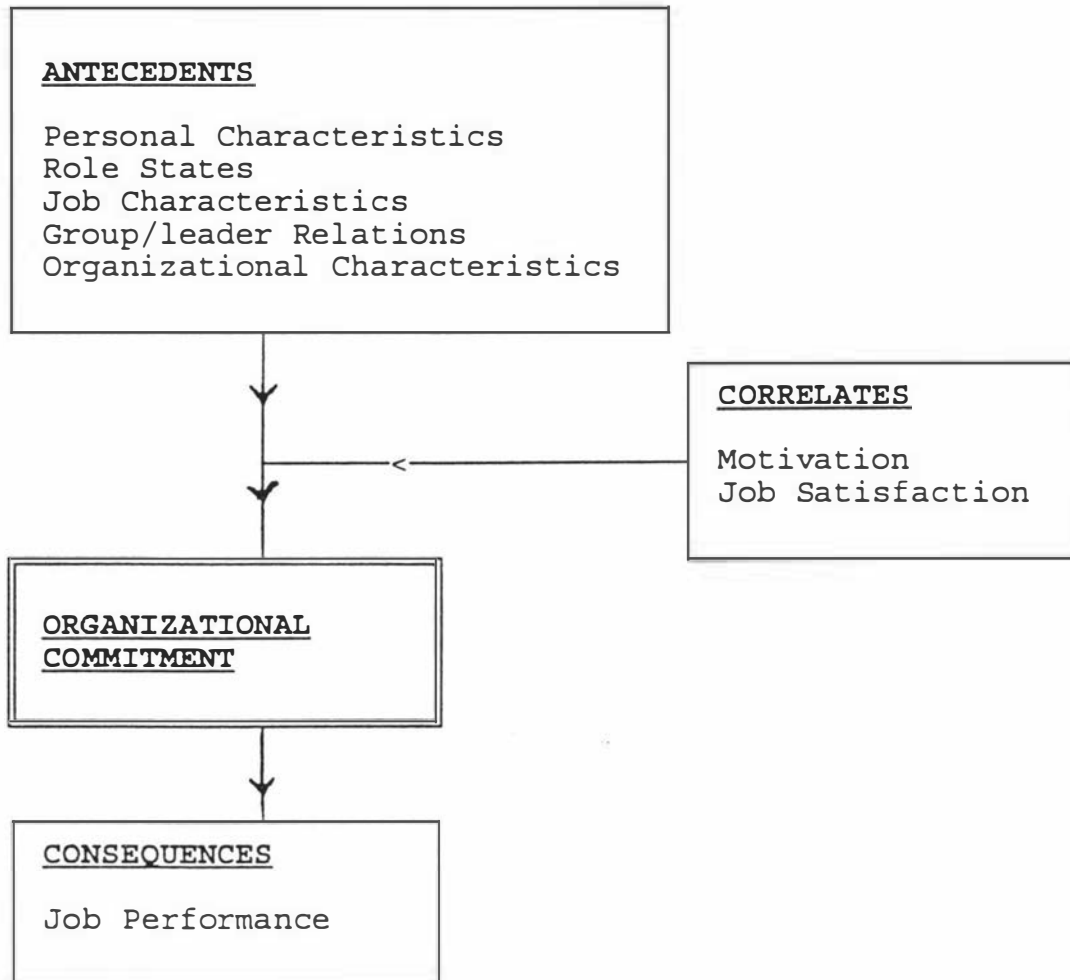 ANTECEDENTS
Personal Characteristics
Role States
Job Characteristics
Group/leader Relations
Organizational Characteristics
CORRELATES
Motivation
Job Satisfaction
ORGANIZATIONAL
COMMITMENT
CONSEQUENCES
Job Performance